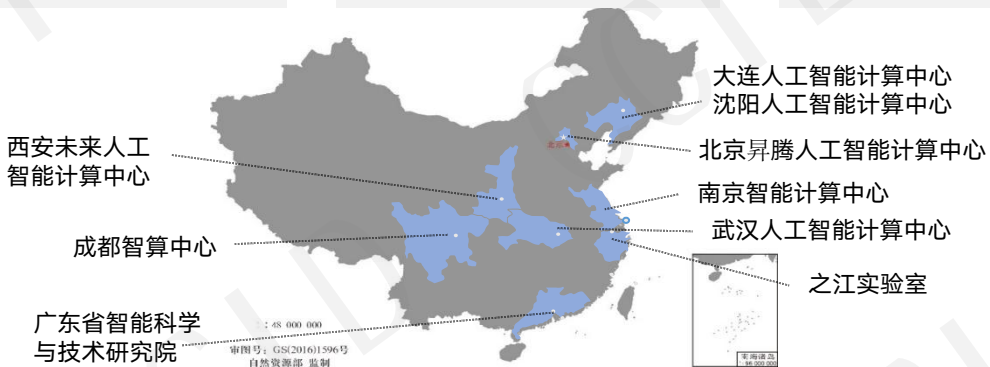 大连人工智能计算中心
沈阳人工智能计算中心
北京昇腾人工智能计算中心
北京
西安未来人工
智能计算中心
南京智能计算中心
武汉人工智能计算中心
成都智算中心
之江实验室
广东省智能科学
与技术研究院
:48 000 000
审图号:GS(2016)1596号
自然资源部 监制
南海诸岛